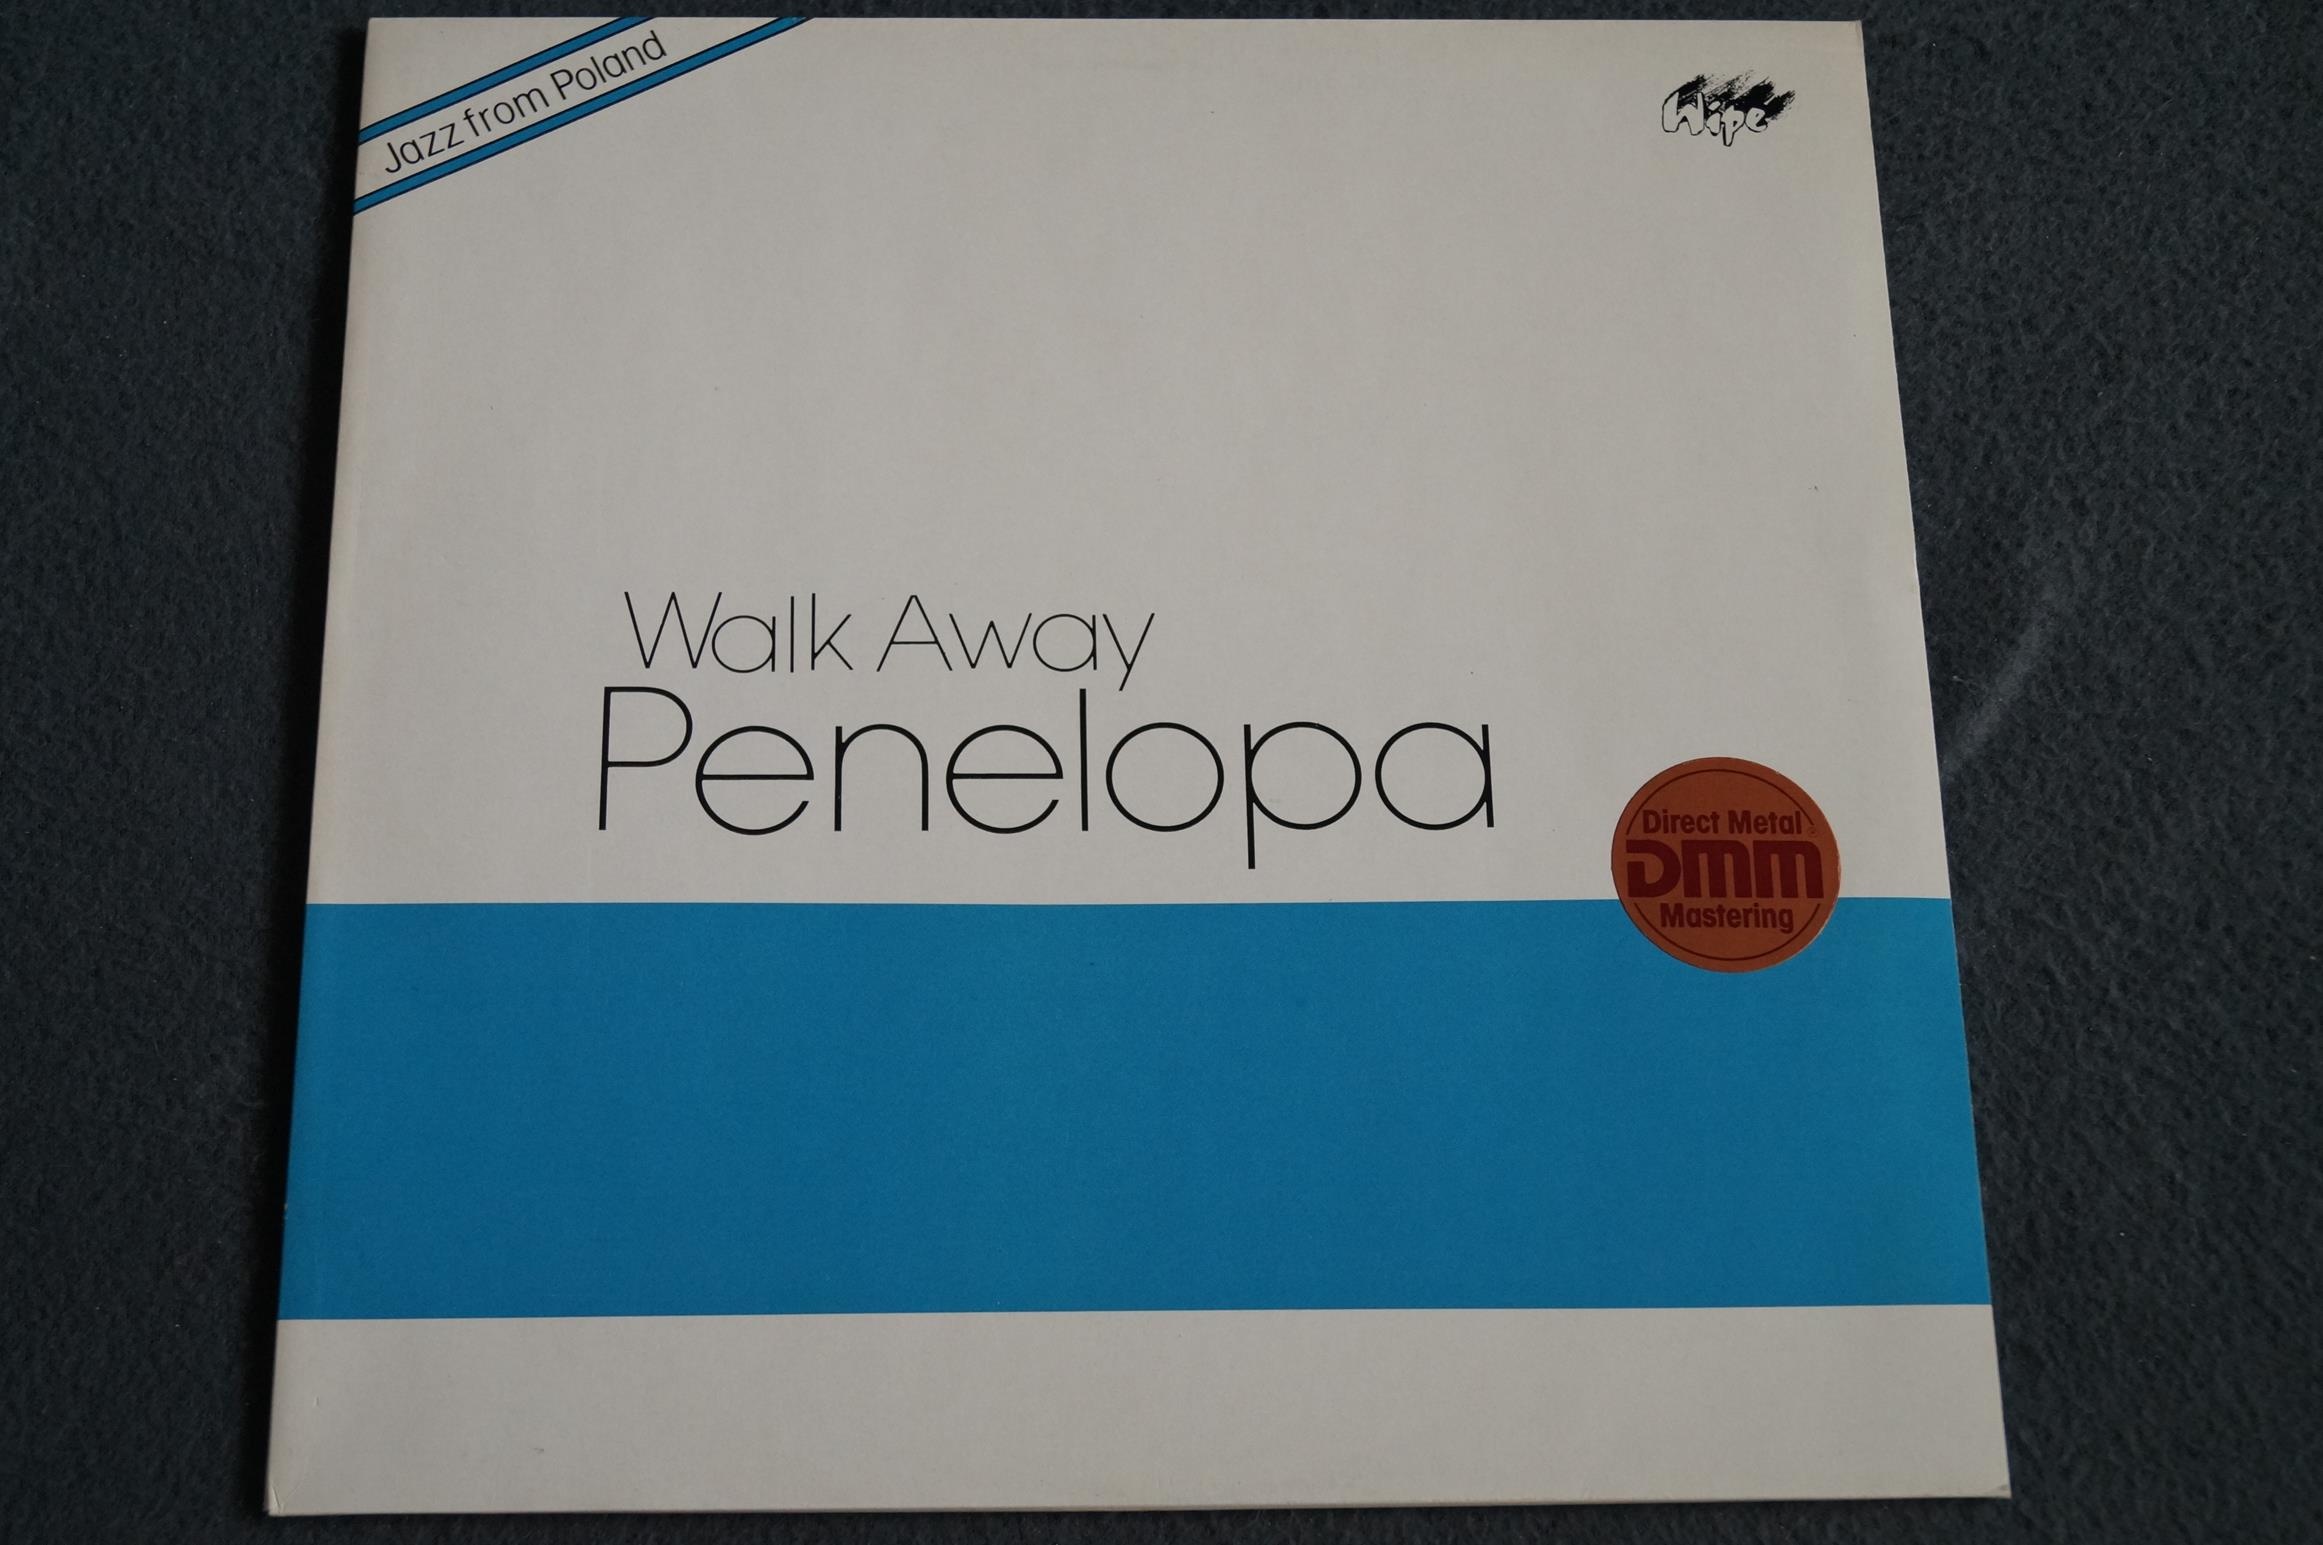 Jazz from Poland
Wipe
Walk Away
Penelopa
Direct Metal
DMM
Mastering